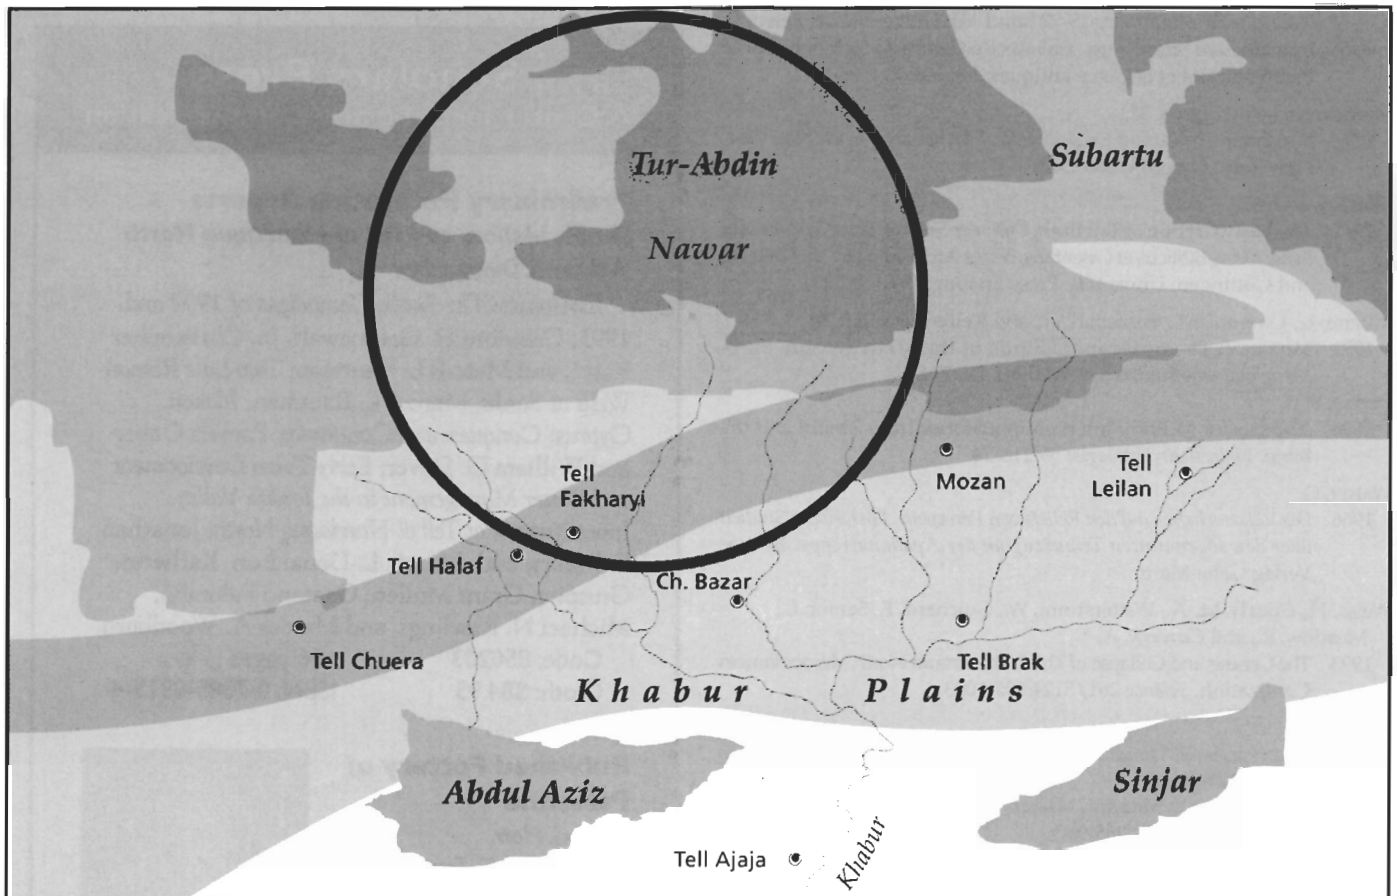 Tur-Abdin
Subartu
Nawar
Tell
Fakharyi
Mozan
Tell
Leilan
Tell Halaf
Ch. Bazar
Tell Chuera
Tell Brak
Khabur Plains
Abdul Aziz
Sinjar
Tell Ajaja
Khabur